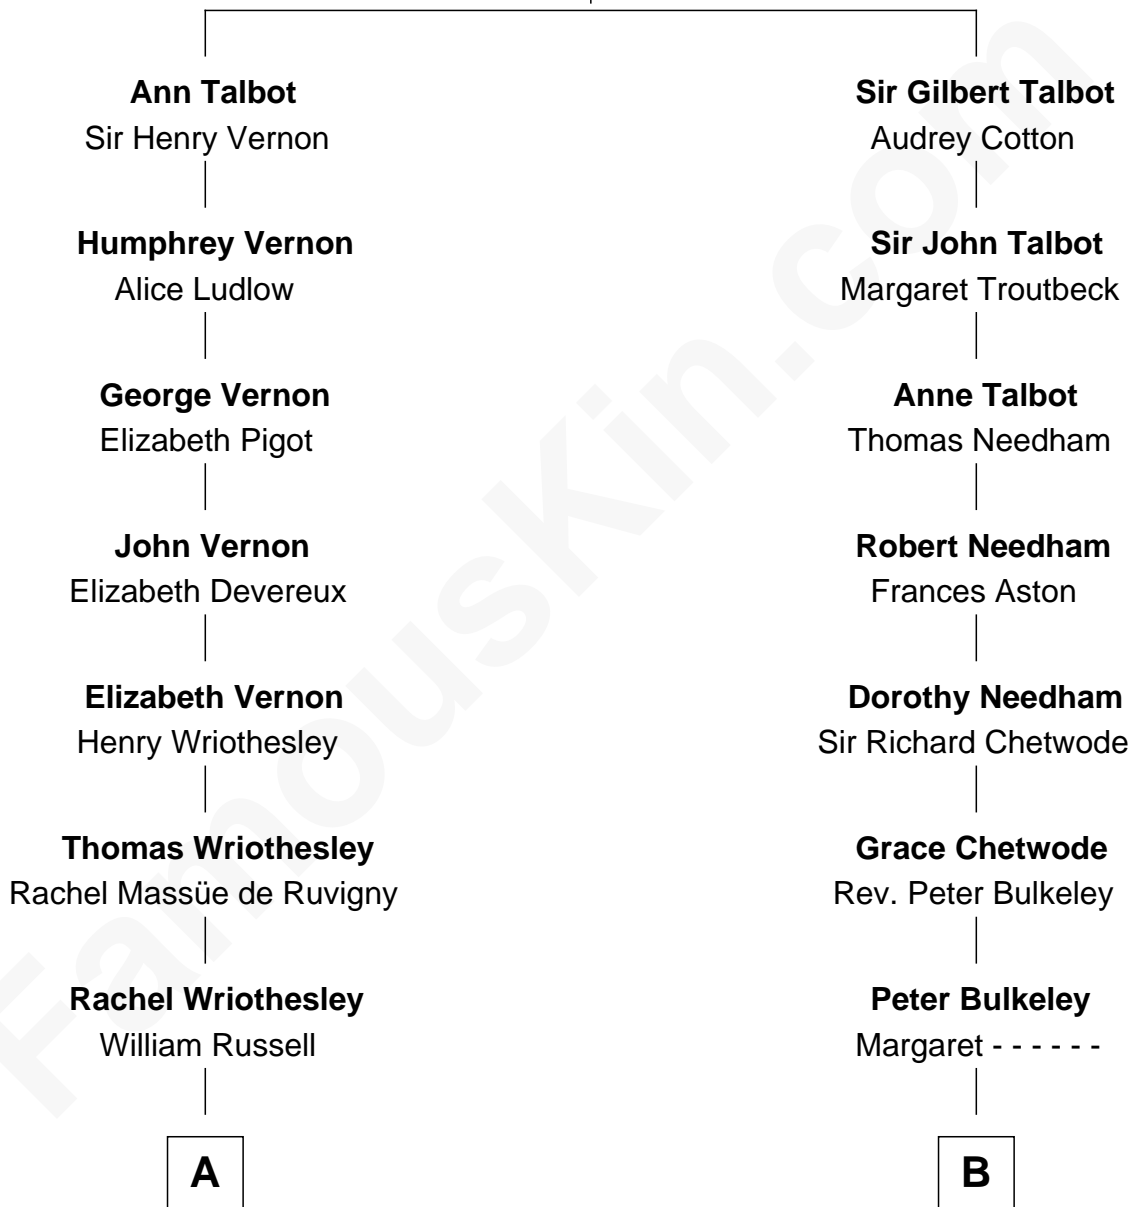 Ann Talbot
Sir Henry Vernon
Humphrey Vernon
Alice Ludlow
George Vernon
Elizabeth Pigot
John Vernon
Elizabeth Devereux
Elizabeth Vernon
Henry Wriothesley
Thomas Wriothesley
Rachel Massüe de Ruvigny
Rachel Wriothesley
William Russell
A
Sir Gilbert Talbot
Audrey Cotton
Sir John Talbot
Margaret Troutbeck
Anne Talbot
Thomas Needham
Robert Needham
Frances Aston
Dorothy Needham
Sir Richard Chetwode
Grace Chetwode
Rev. Peter Bulkeley
Peter Bulkeley
Margaret - - - - - -
B
FamousKin.com